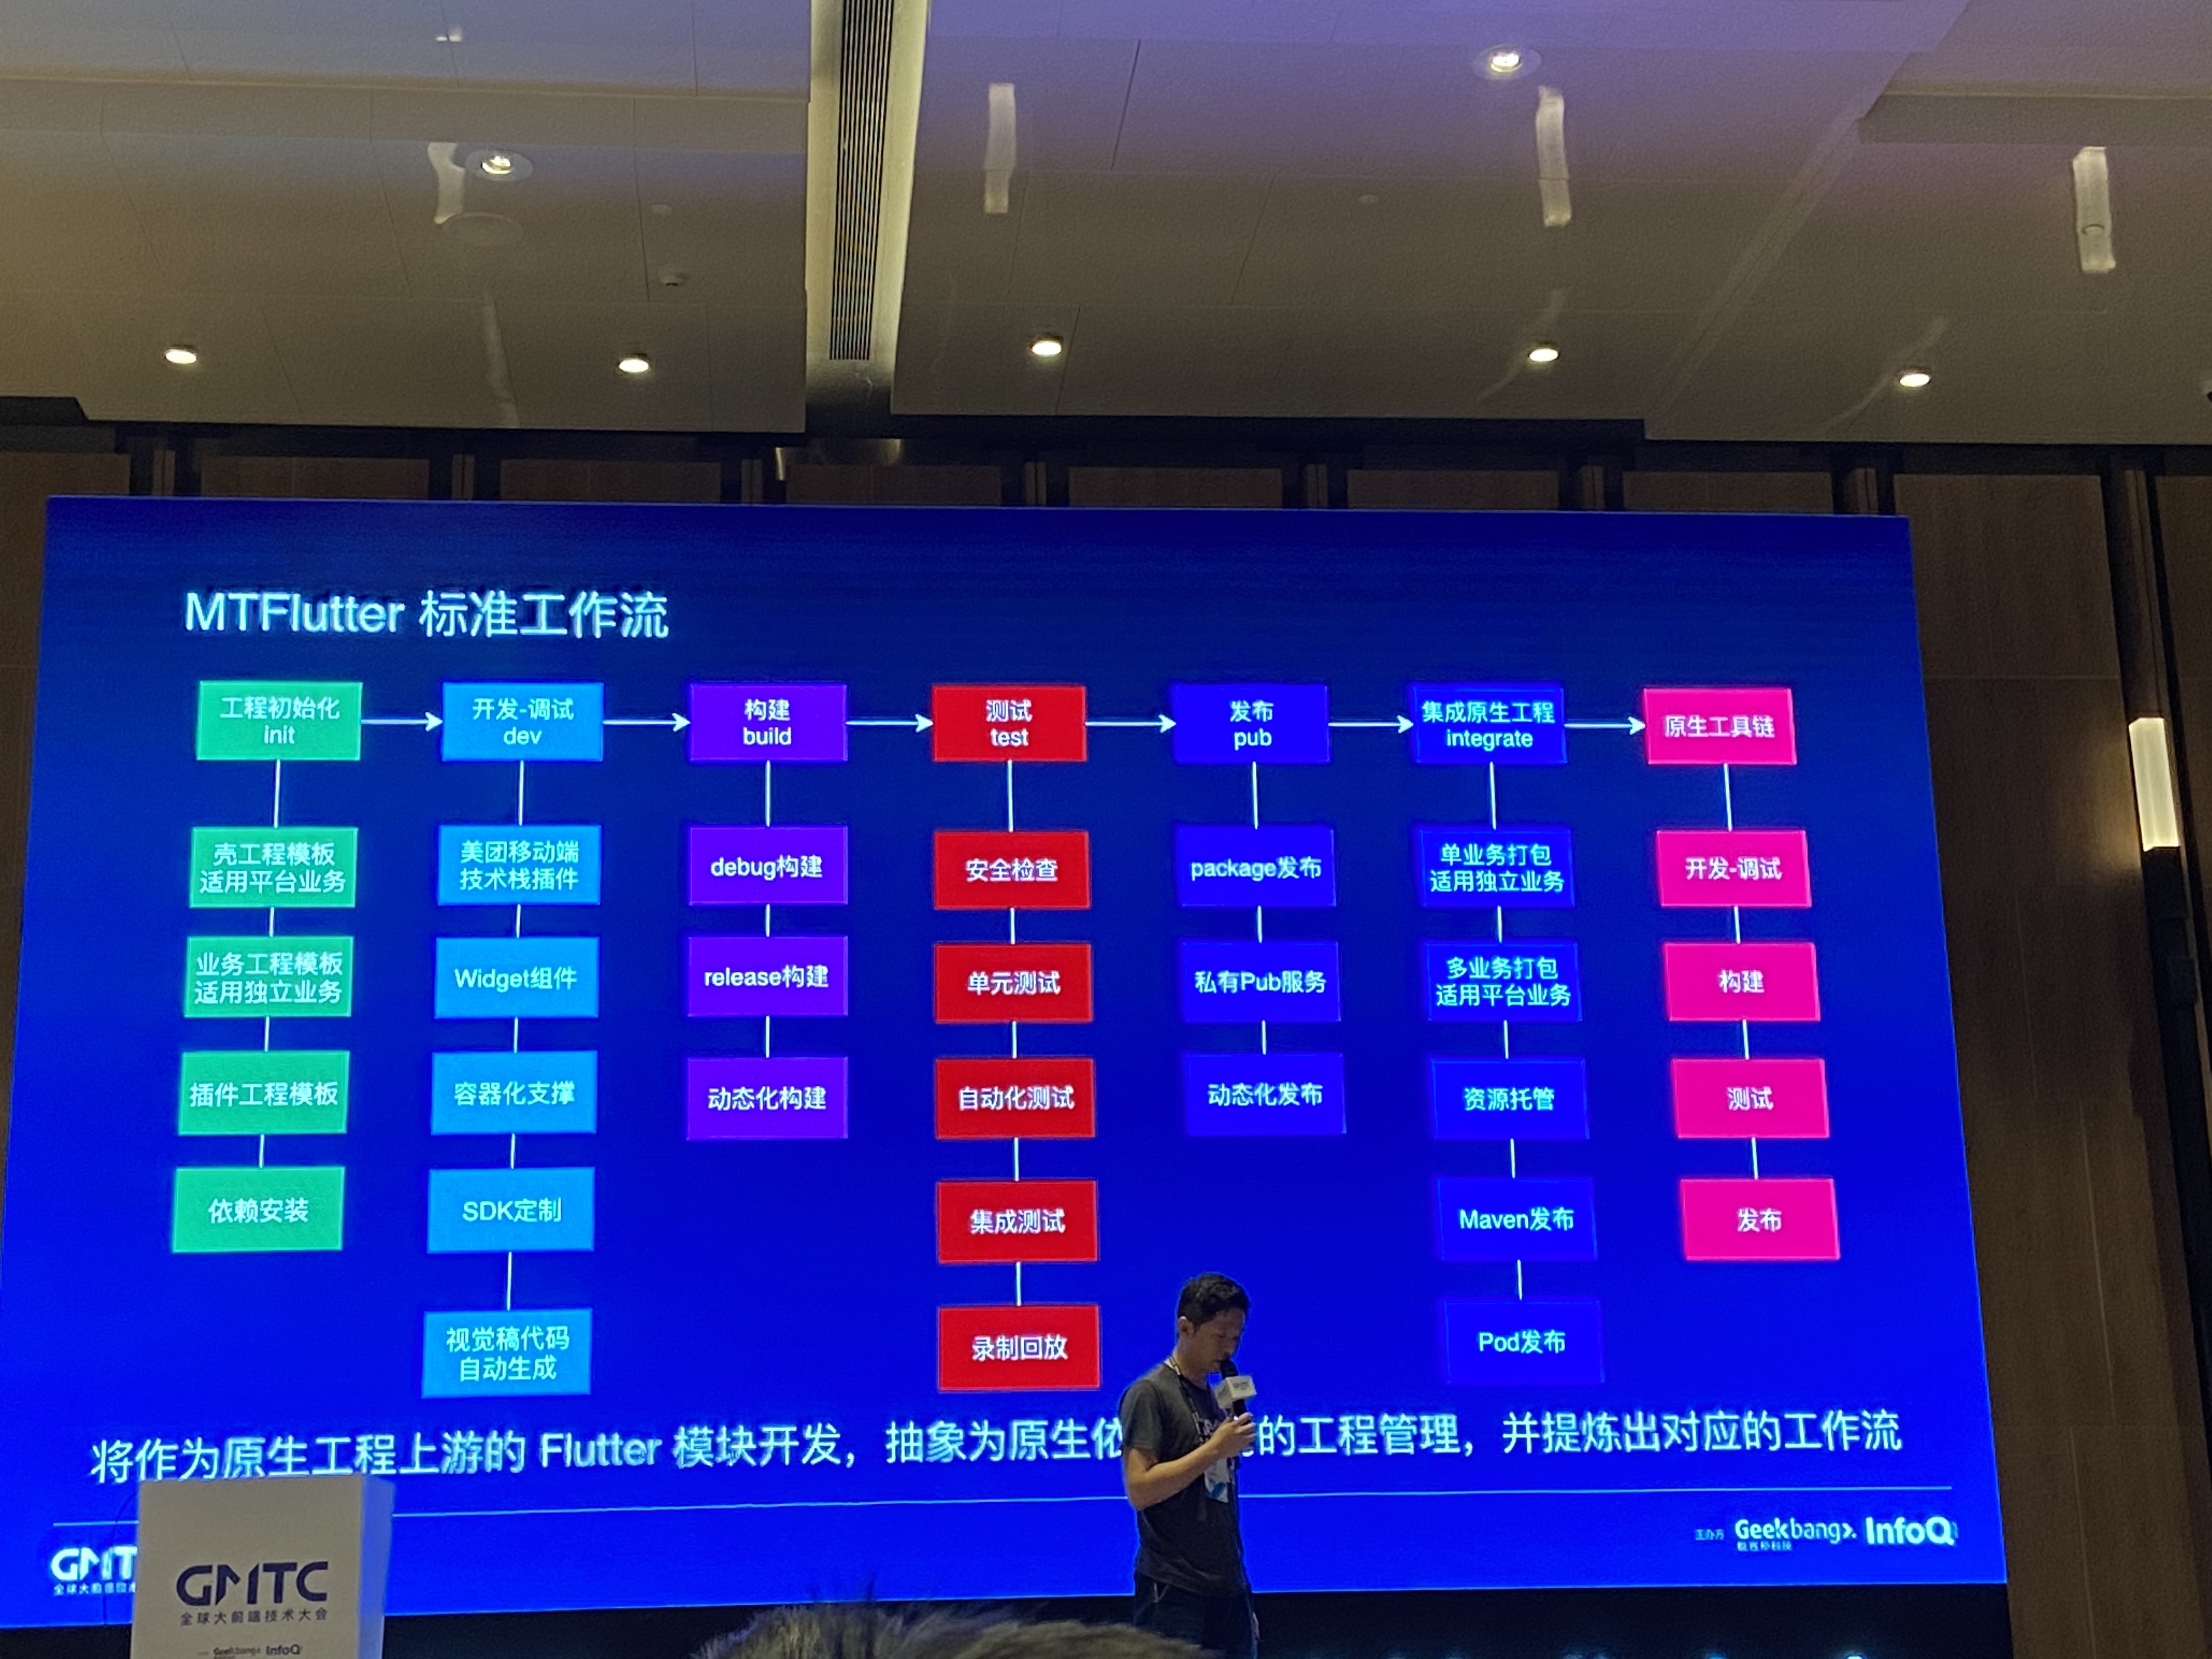 MTFlutter 标准工作流
工程初始化
init
开发-调试
dev
构建
build
测试
test
发布
pub
集成原生工程
integrate
原生工具链
壳工程模板
适用平台业务
业务工程模板
适用独立业务
插件工程模板
依赖安装
美团移动端
技术栈插件
Widget组件
容器化支撑
SDK定制
视觉稿代码
自动生成
debug构建
release构建
动态化构建
安全检查
单元测试
自动化测试
集成测试
录制回放
package发布
私有Pub服务
动态化发布
单业务打包
适用独立业务
多业务打包
适用平台业务
资源托管
Maven发布
Pod发布
开发-调试
构建
测试
发布
将作为原生工程上游的 Flutter 模块开发，抽象为原生依 的工程管理，并提炼出对应的工作流
主办方 Geekbang>. InfoQ
极客邦科技
GMTC
全球大前端技术大会
Geekbang>. InfoQ
GMTC